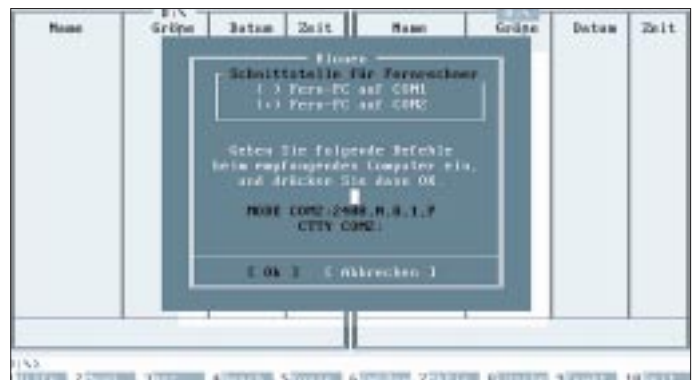 D:\
Name Größe Datum Zeit Name Größe Datum Zeit
Klonen
Schnittstelle für Fernrechner
( ) Fern-PC auf COM1
(•) Fern-PC auf COM2
Geben Sie folgende Befehle
beim empfangenden Computer ein,
und drücken Sie dann OK.
MODE COM2:2400,N,8,1,P
CTTY COM2:
[ Ok ] [ Abbrechen ]